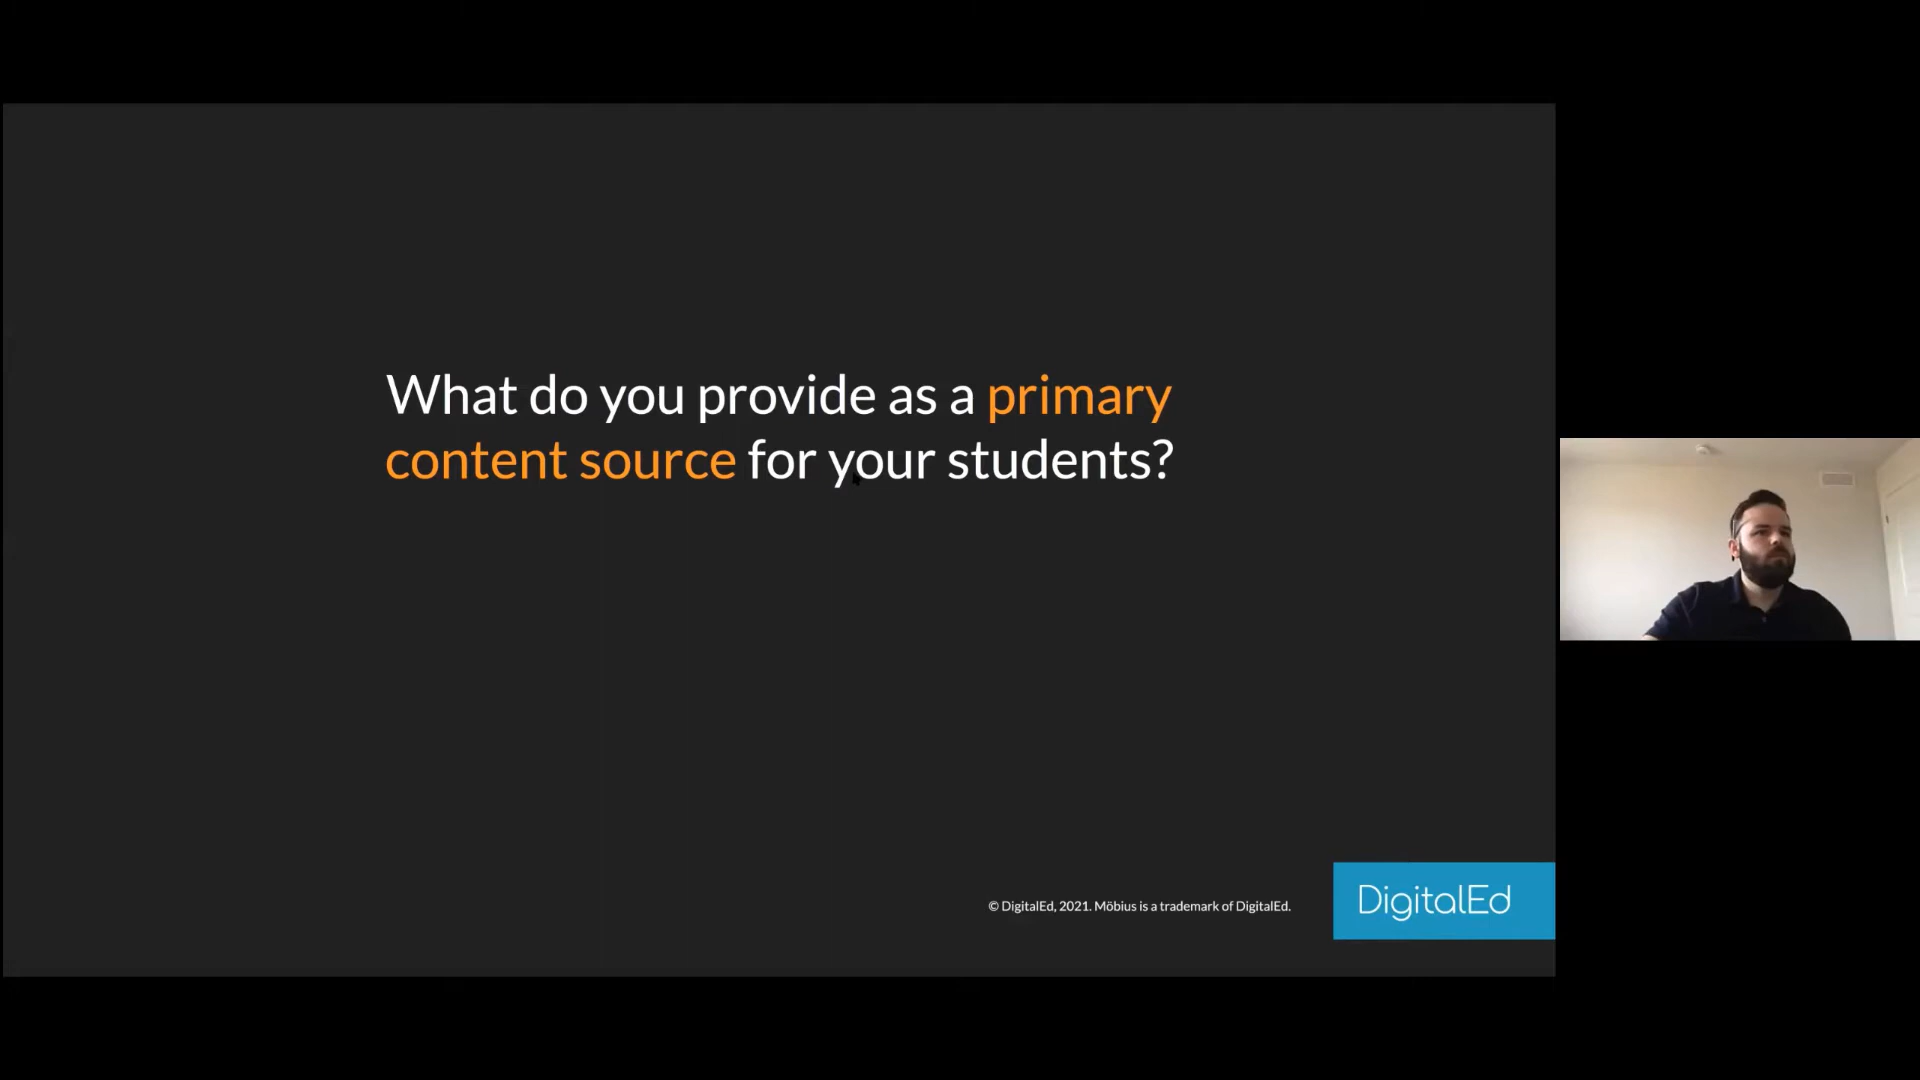 What do you provide as a primary
content source for your students?
© DigitalEd, 2021. Möbius is a trademark of DigitalEd.
DigitalEd